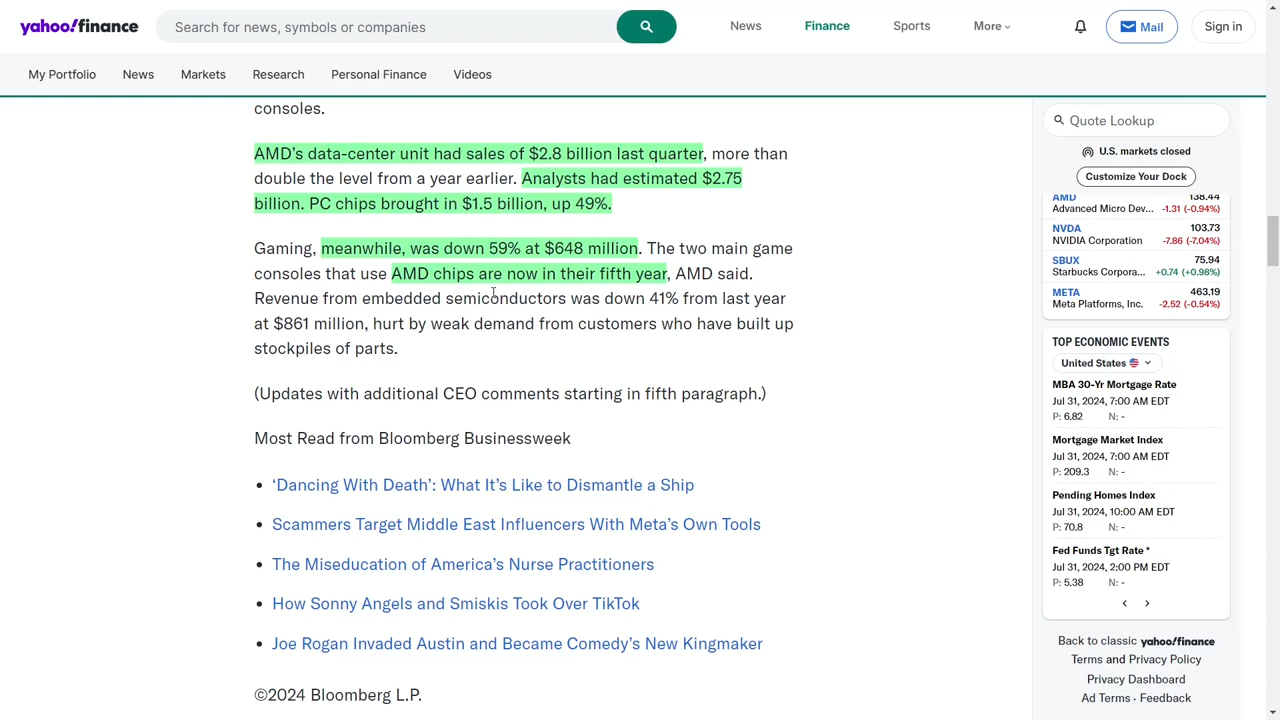 yahoo!finance
Search for news, symbols or companies
News
Finance
Sports
More
Mail
Sign in
My Portfolio
News
Markets
Research
Personal Finance
Videos
consoles.
AMD's data-center unit had sales of $2.8 billion last quarter, more than
double the level from a year earlier. Analysts had estimated $2.75
billion. PC chips brought in $1.5 billion, up 49%.
Gaming, meanwhile, was down 59% at $648 million. The two main game
consoles that use AMD chips are now in their fifth year, AMD said.
Revenue from embedded semiconductors was down 41% from last year
at $861 million, hurt by weak demand from customers who have built up
stockpiles of parts.
(Updates with additional CEO comments starting in fifth paragraph.)
Most Read from Bloomberg Businessweek
• ‘Dancing With Death’: What It’s Like to Dismantle a Ship
• Scammers Target Middle East Influencers With Meta’s Own Tools
• The Miseducation of America’s Nurse Practitioners
• How Sonny Angels and Smiskis Took Over TikTok
• Joe Rogan Invaded Austin and Became Comedy’s New Kingmaker
©2024 Bloomberg L.P.
Quote Lookup
U.S. markets closed
Customize Your Dock
AMD 138.44
Advanced Micro Dev... -1.31 (-0.94%)
NVDA 103.73
NVIDIA Corporation -7.86 (-7.04%)
SBUX 75.94
Starbucks Corpora... +0.74 (+0.98%)
META 463.19
Meta Platforms, Inc. -2.52 (-0.54%)
TOP ECONOMIC EVENTS
United States
MBA 30-Yr Mortgage Rate
Jul 31, 2024, 7:00 AM EDT
P: 6.82 N: -
Mortgage Market Index
Jul 31, 2024, 7:00 AM EDT
P: 209.3 N: -
Pending Homes Index
Jul 31, 2024, 10:00 AM EDT
P: 70.8 N: -
Fed Funds Tgt Rate *
Jul 31, 2024, 2:00 PM EDT
P: 5.38 N: -
Back to classic yahoo!finance
Terms and Privacy Policy
Privacy Dashboard
Ad Terms · Feedback